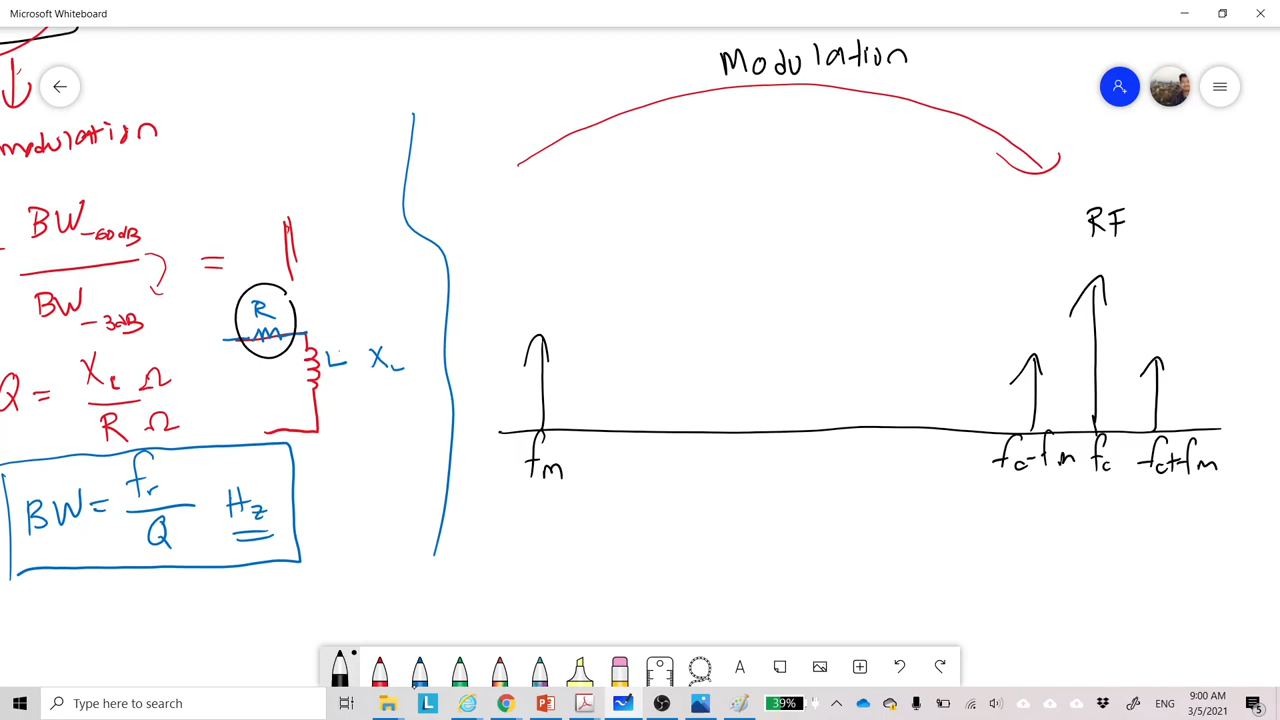 Microsoft Whiteboard
Modulation
modulation
RF
BW-60dB
BW-3dB
=
R
L XL
Q = XL Ω
R Ω
fm
fc-fm fc fc+fm
BW = fr
Q
Hz
A
Type here to search
L
39%
9:00 AM
3/5/2021
5